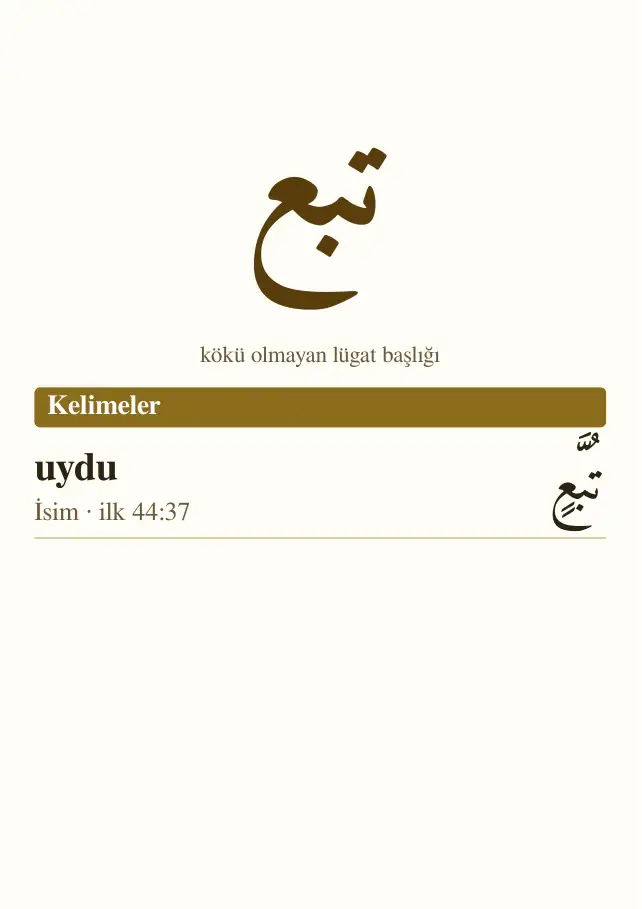 تبع
kökü olmayan lügat başlığı
Kelimeler
uydu
تُبَّعٍ
İsim · ilk 44:37